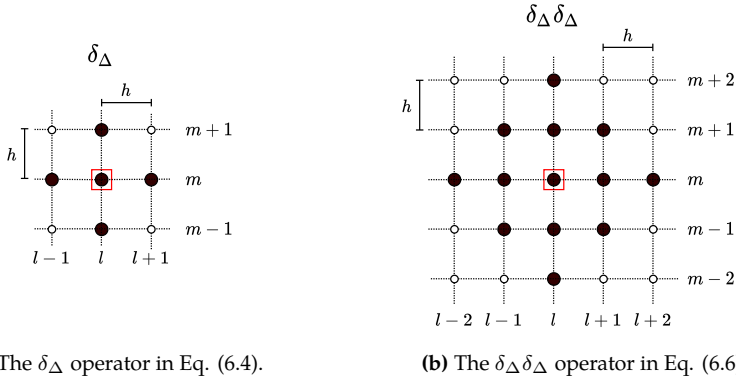 δ_Δ
h
h
m + 1
m
m − 1
l − 1 l l + 1
The δ_Δ operator in Eq. (6.4).
δ_Δδ_Δ
h
h
m + 2
m + 1
m
m − 1
m − 2
l − 2 l − 1 l l + 1 l + 2
(b) The δ_Δδ_Δ operator in Eq. (6.6